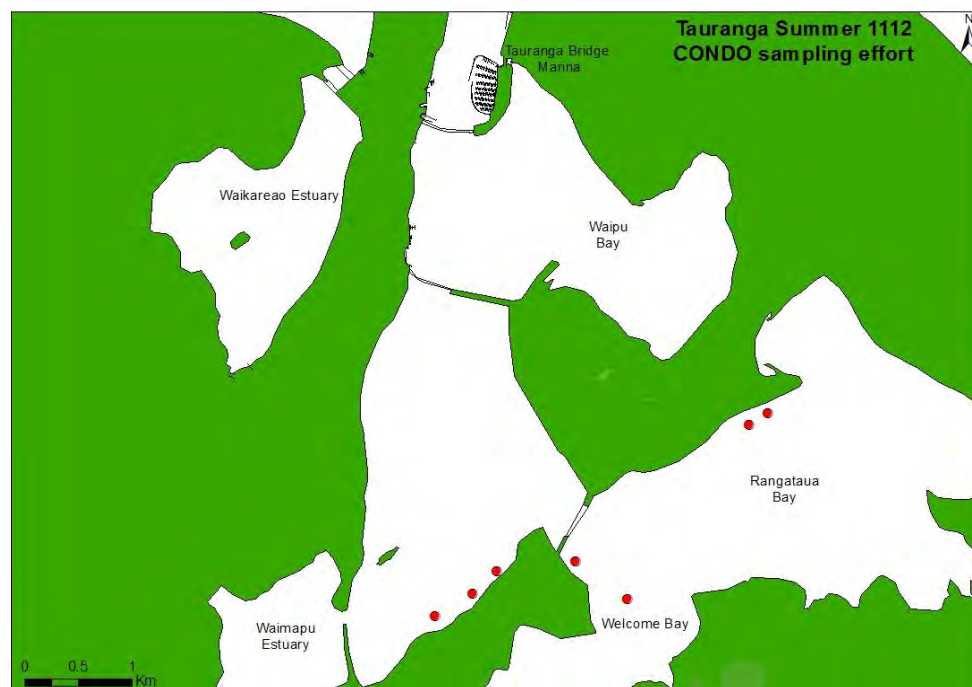 Tauranga Summer 1112
CONDO sampling effort
N
Tauranga Bridge
Marina
Waikareao Estuary
Waipu
Bay
Rangataua
Bay
Welcome Bay
Waimapu
Estuary
0 0.5 1
Km